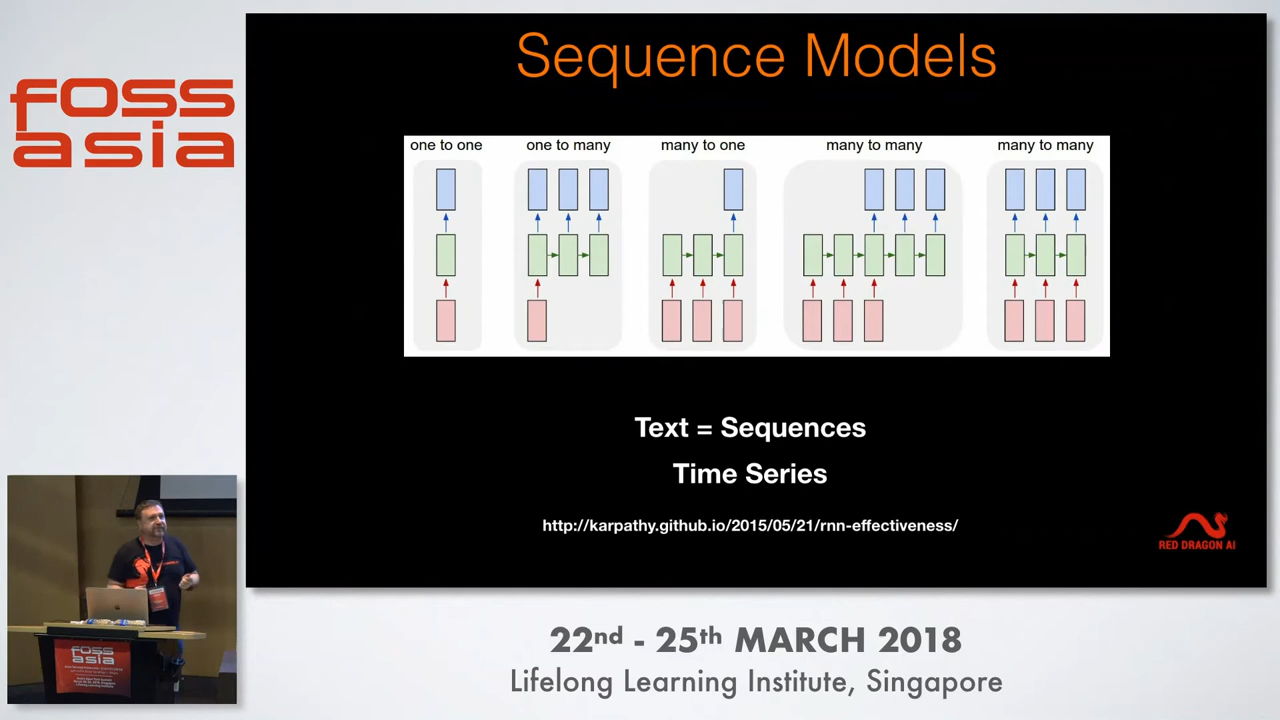 foss
asia
Sequence Models
one to one
one to many
many to one
many to many
many to many
Text = Sequences
Time Series
http://karpathy.github.io/2015/05/21/rnn-effectiveness/
RED DRAGON AI
foss
asia
22nd - 25th MARCH 2018
Lifelong Learning Institute, Singapore